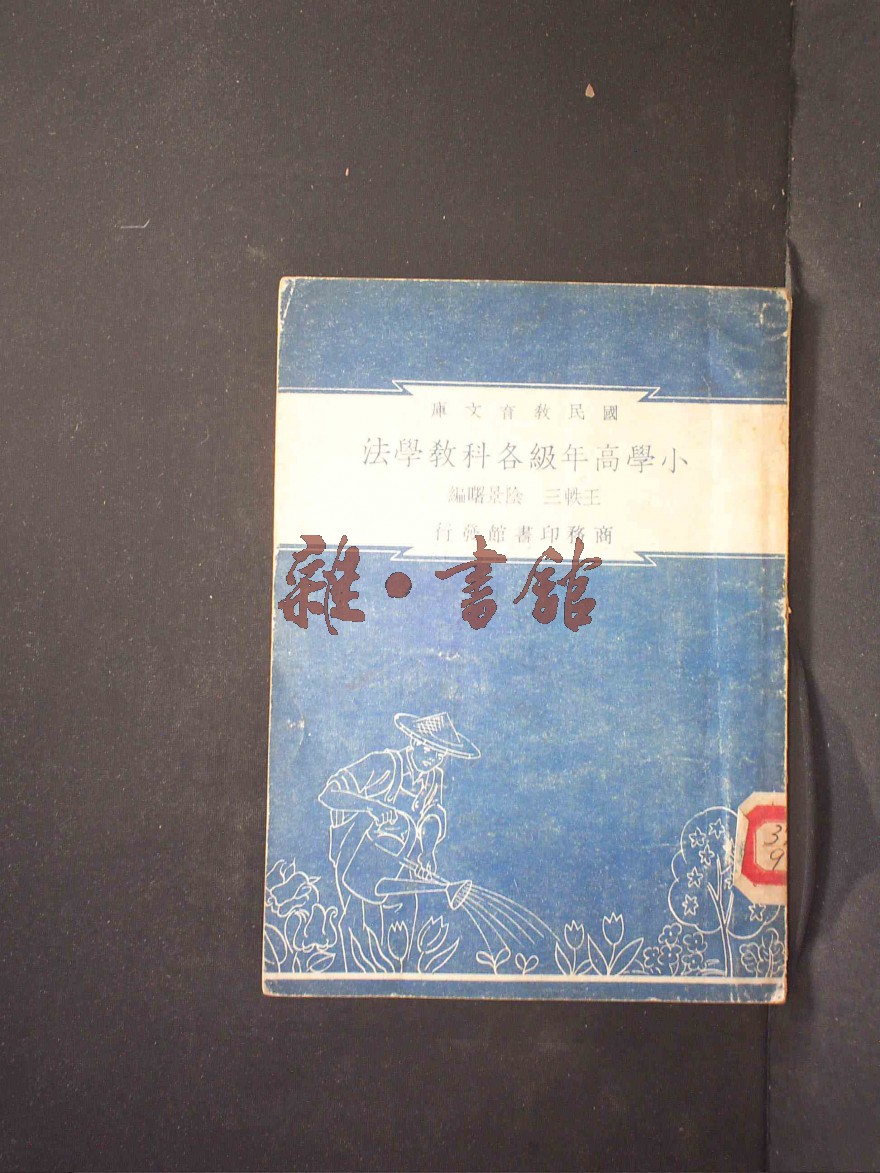 國民教育文庫
小學高年級各科教學法
王軼三 陰景曙編
商務印書館發行
雜·書館